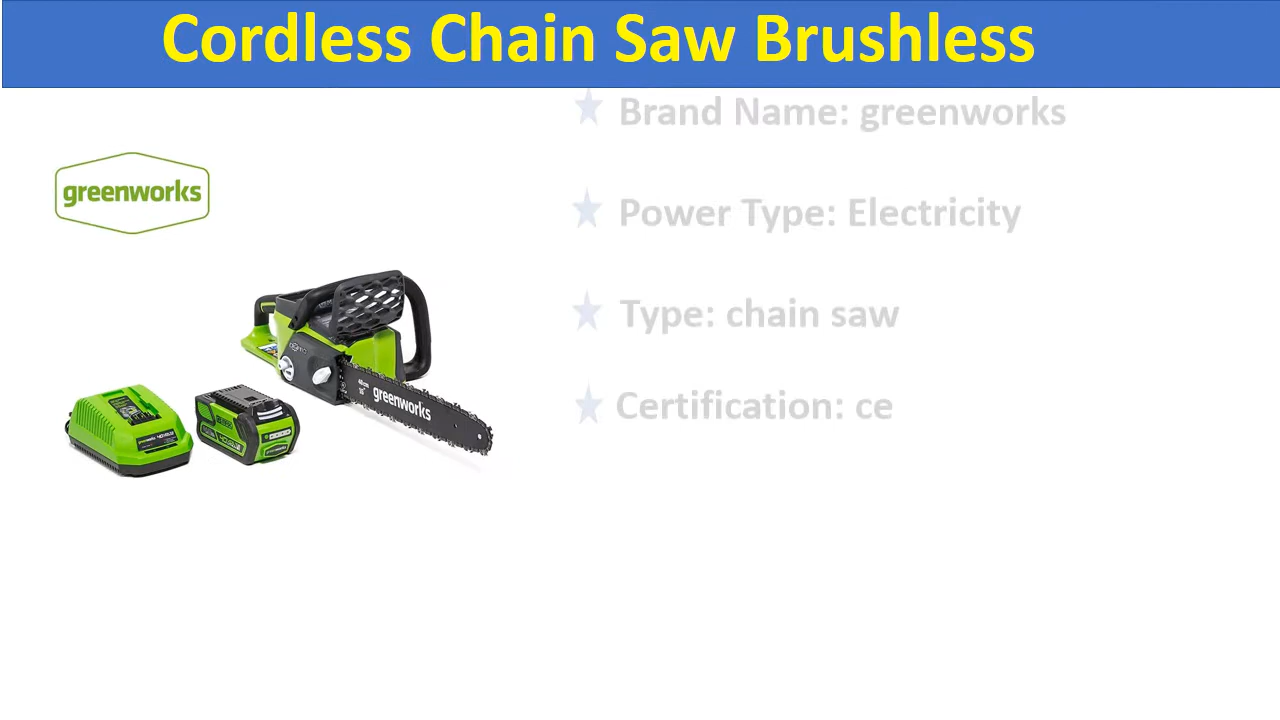 Cordless Chain Saw Brushless
Brand Name: greenworks
greenworks
Power Type: Electricity
Type: chain saw
greenworks
Certification: ce